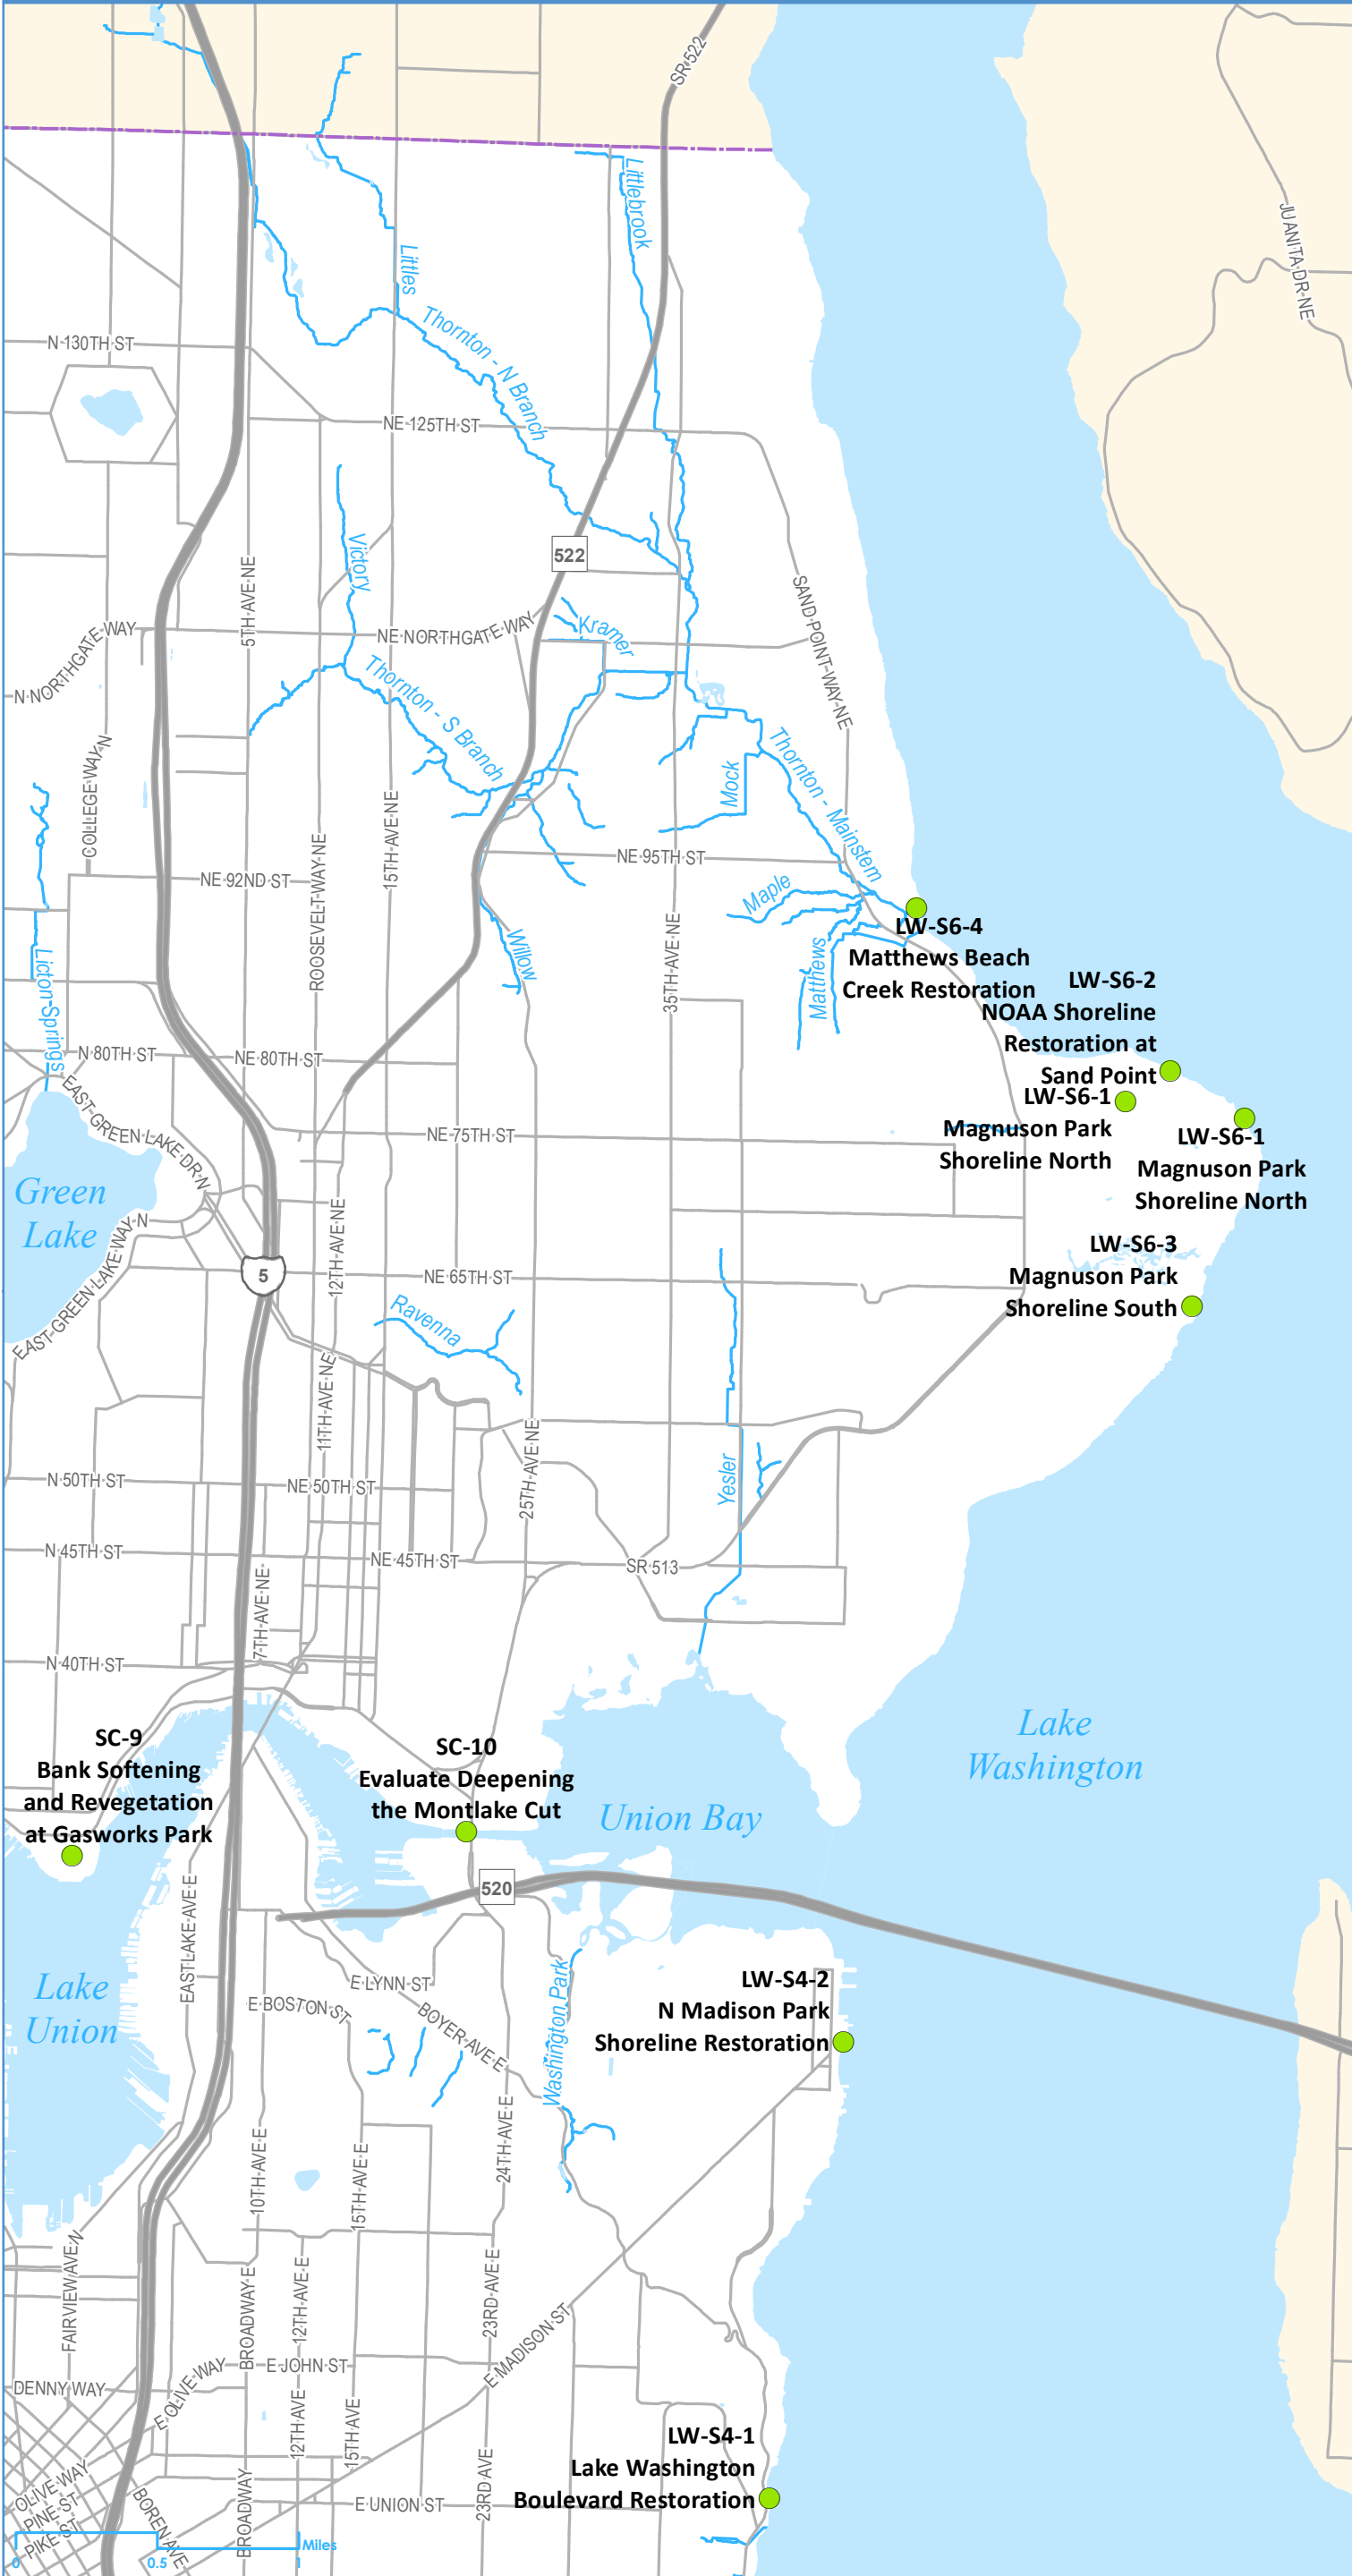 SR 522
Littlebrook
JUANITA DR NE
Littles
Thornton - N Branch
N 130TH ST
NE 125TH ST
522
Victory
5TH AVE NE
SAND POINT WAY NE
Kramer
NE NORTHGATE WAY
N NORTHGATE WAY
Thornton - S Branch
COLLEGE WAY N
Mock
Thornton - Mainstem
15TH AVE NE
ROOSEVELT WAY NE
NE 95TH ST
NE 92ND ST
Maple
35TH AVE NE
Willow
Matthews
Licton Springs
LW-S6-4
Matthews Beach
Creek Restoration
LW-S6-2
NOAA Shoreline
Restoration at
Sand Point
N 80TH ST
NE 80TH ST
EAST GREEN LAKE DR N
LW-S6-1
Magnuson Park
Shoreline North
LW-S6-1
Magnuson Park
Shoreline North
NE 75TH ST
Green
Lake
EAST GREEN LAKE WAY N
12TH AVE NE
5
NE 65TH ST
LW-S6-3
Magnuson Park
Shoreline South
Ravenna
11TH AVE NE
25TH AVE NE
Yesler
N 50TH ST
NE 50TH ST
N 45TH ST
NE 45TH ST
SR 513
7TH AVE NE
N 40TH ST
SC-9
Bank Softening
and Revegetation
at Gasworks Park
SC-10
Evaluate Deepening
the Montlake Cut
Union Bay
Lake
Washington
520
EASTLAKE AVE E
Lake
Union
E LYNN ST
E BOSTON ST
BOYER AVE E
Washington Park
LW-S4-2
N Madison Park
Shoreline Restoration
24TH AVE E
10TH AVE E
15TH AVE E
FAIRVIEW AVE N
BROADWAY E
12TH AVE E
23RD AVE E
E MADISON ST
E JOHN ST
DENNY WAY
E OLIVE WAY
12TH AVE
15TH AVE
23RD AVE
LW-S4-1
Lake Washington
Boulevard Restoration
OLIVE WAY
PINE ST
PIKE ST
BOREN AVE
BROADWAY
E UNION ST
0
0.5
1
Miles